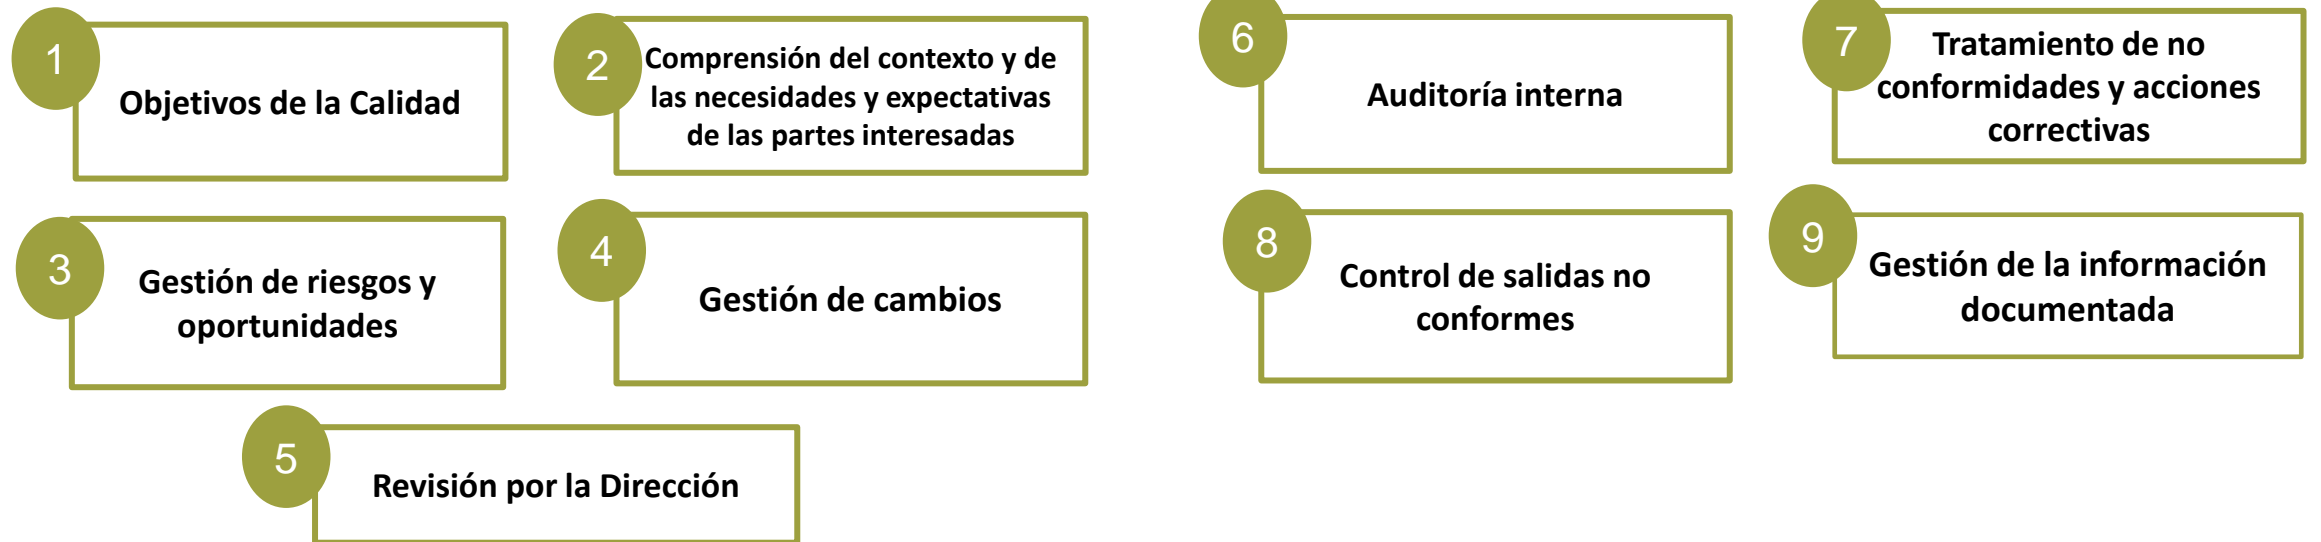 1
Objetivos de la Calidad
2
Comprensión del contexto y de
las necesidades y expectativas
de las partes interesadas
3
Gestión de riesgos y
oportunidades
4
Gestión de cambios
5
Revisión por la Dirección
6
Auditoría interna
7
Tratamiento de no
conformidades y acciones
correctivas
8
Control de salidas no
conformes
9
Gestión de la información
documentada